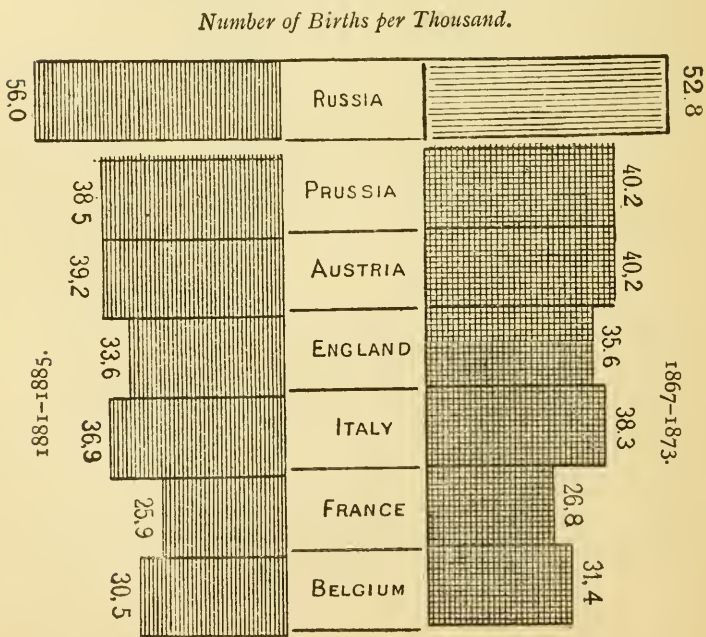 Number of Births per Thousand.
56.0 RUSSIA 52.8
38 5 PRUSSIA 40.2
39,2 AUSTRIA 40,2
33,6 ENGLAND 35.6
36,9 ITALY 38.3
25,9 FRANCE 26,8
30,5 BELGIUM 31,4
1881-1885.
1867-1873.